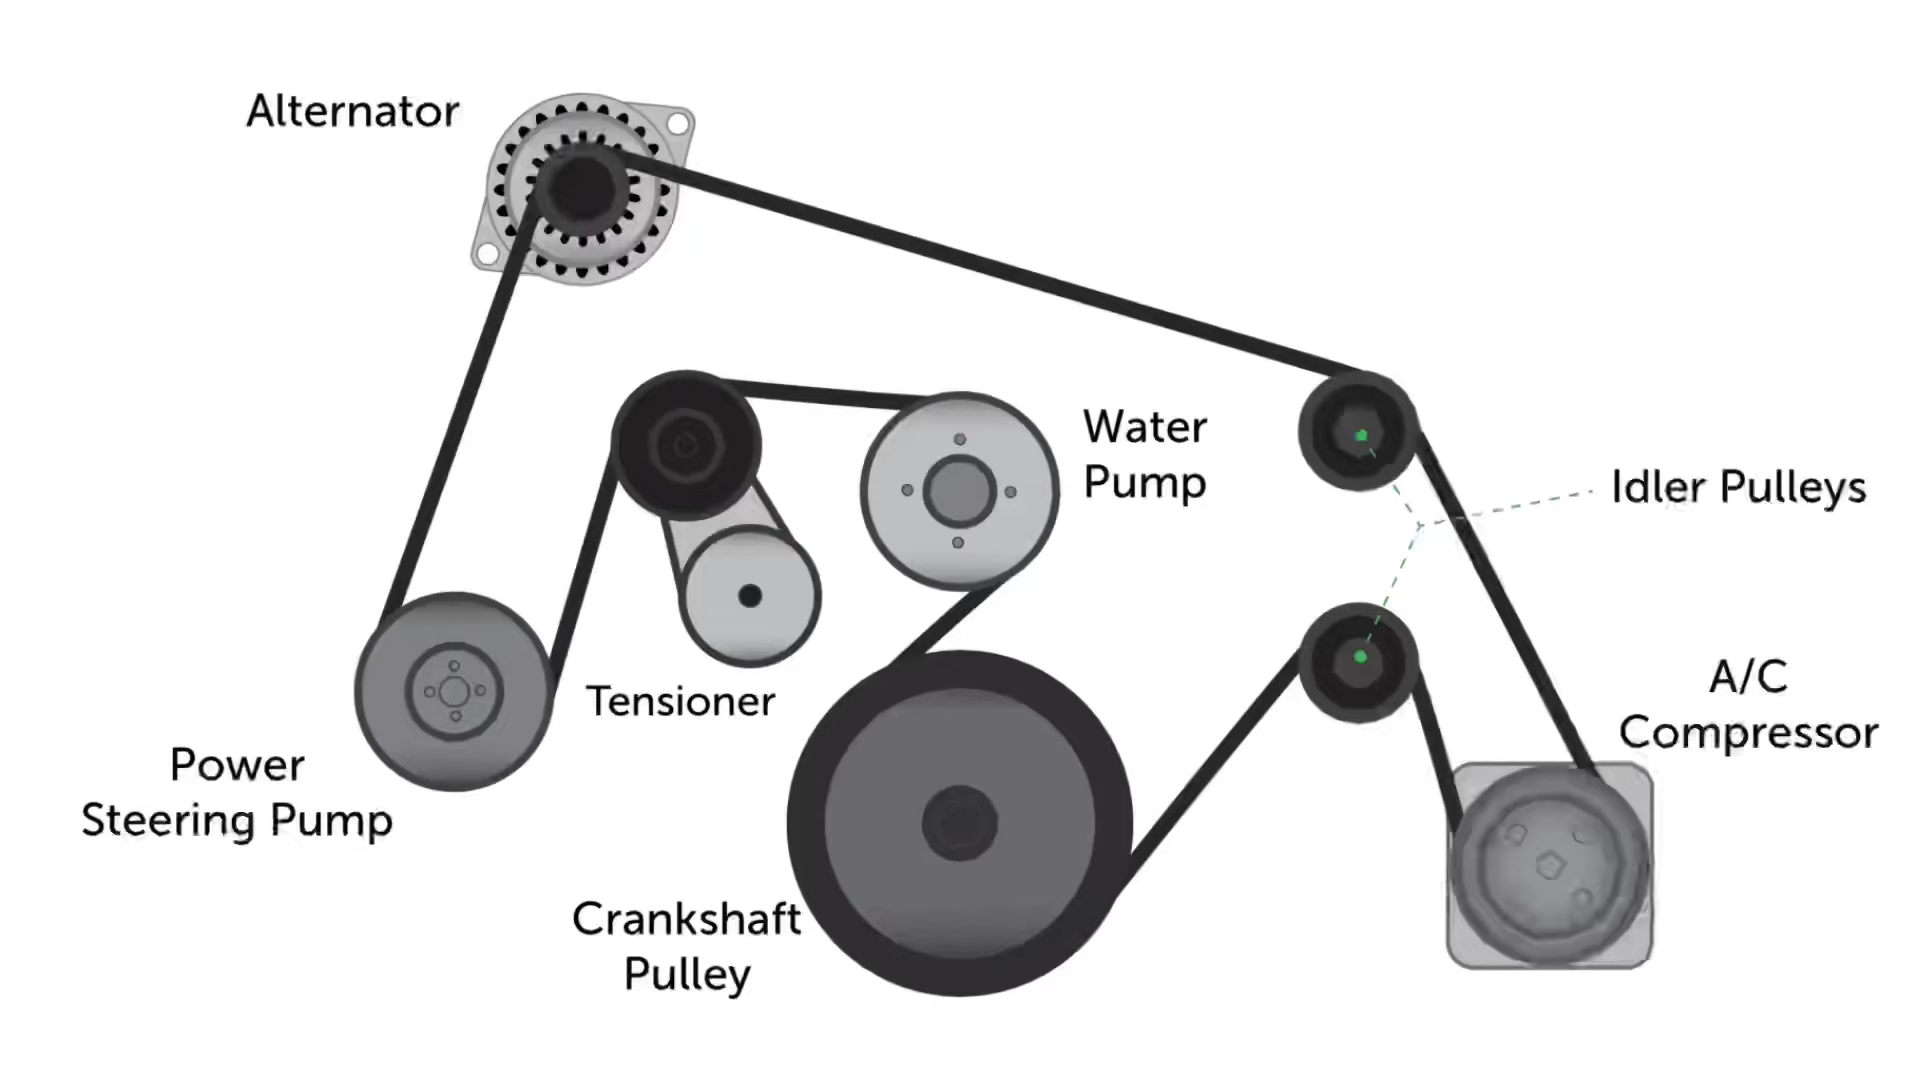 Alternator
Water
Pump
Idler Pulleys
A/C
Compressor
Tensioner
Power
Steering Pump
Crankshaft
Pulley